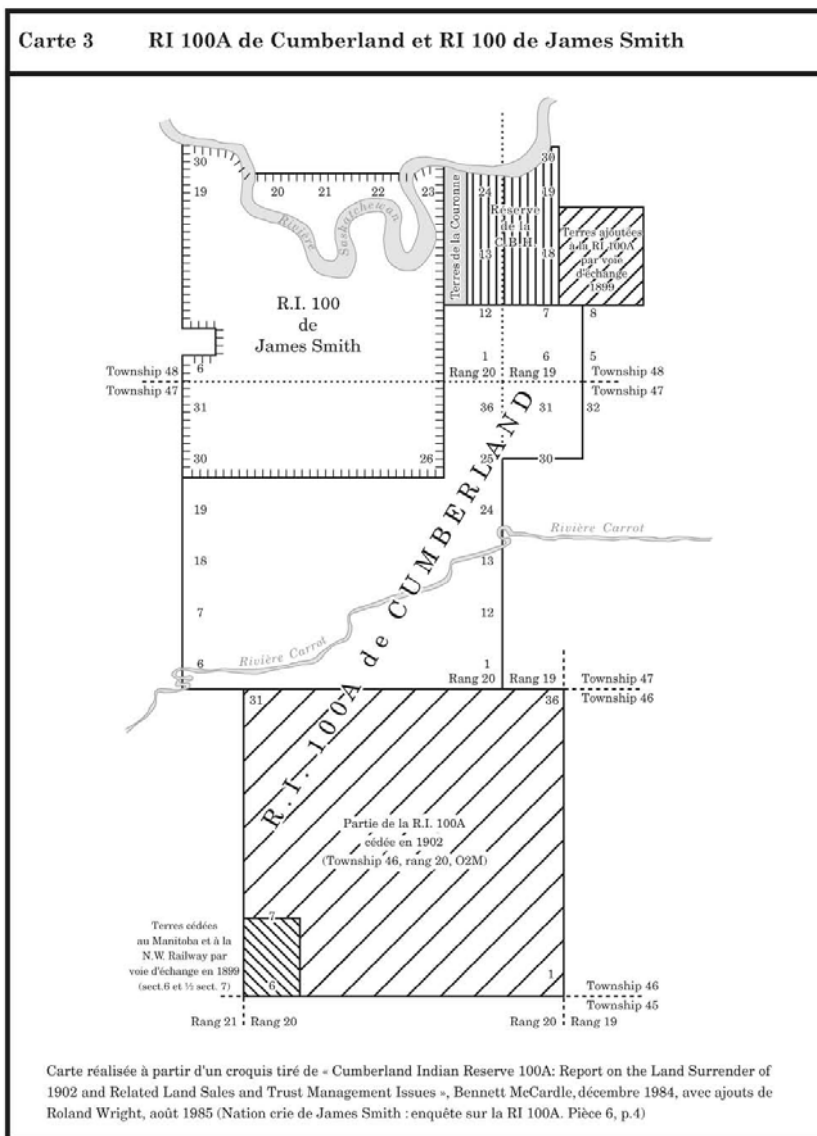 Carte 3 RI 100A de Cumberland et RI 100 de James Smith
30
19
20
21
22
23
Rivière
Saskatchewan
Terres de la Couronne
30
24
19
Réserve
de la
C.B.H.
13
18
Terres ajoutées
à la RI 100A
par voie
d'échange
1899
R.I. 100
de
James Smith
12
7
8
6
1
6
5
Township 48
Rang 20
Rang 19
Township 48
Township 47
Township 47
31
36
31
32
30
26
25
30
19
24
Rivière Carrot
18
13
7
12
Rivière Carrot
6
1
Rang 20
Rang 19
Township 47
Township 46
R.I. 100A de CUMBERLAND
31
36
Partie de la R.I. 100A
cédée en 1902
(Township 46, rang 20, O2M)
Terres cédées
au Manitoba et à la
N.W. Railway par
voie d'échange en 1899
(sect.6 et ½ sect. 7)
7
6
1
Township 46
Township 45
Rang 21
Rang 20
Rang 20
Rang 19
Carte réalisée à partir d'un croquis tiré de « Cumberland Indian Reserve 100A: Report on the Land Surrender of
1902 and Related Land Sales and Trust Management Issues », Bennett McCardle, décembre 1984, avec ajouts de
Roland Wright, août 1985 (Nation crie de James Smith : enquête sur la RI 100A. Pièce 6, p.4)